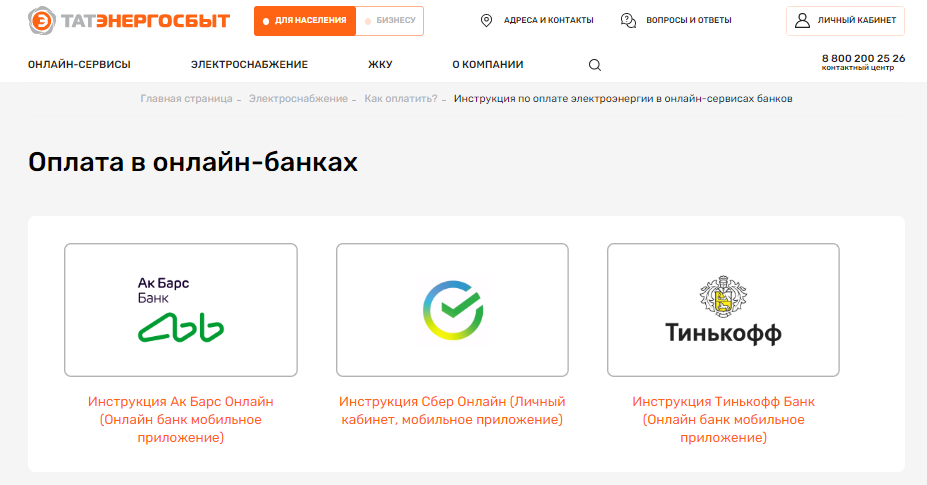 ТАТЭНЕРГОСБЫТ
ДЛЯ НАСЕЛЕНИЯ
БИЗНЕСУ
АДРЕСА И КОНТАКТЫ
ВОПРОСЫ И ОТВЕТЫ
ЛИЧНЫЙ КАБИНЕТ
ОНЛАЙН-СЕРВИСЫ
ЭЛЕКТРОСНАБЖЕНИЕ
ЖКУ
О КОМПАНИИ
8 800 200 25 26
контактный центр
Главная страница – Электроснабжение – Как оплатить? – Инструкция по оплате электроэнергии в онлайн-сервисах банков
Оплата в онлайн-банках
Ак Барс
Банк
Инструкция Ак Барс Онлайн
(Онлайн банк мобильное
приложение)
Инструкция Сбер Онлайн (Личный
кабинет, мобильное приложение)
Тинькофф
Инструкция Тинькофф Банк
(Онлайн банк мобильное
приложение)